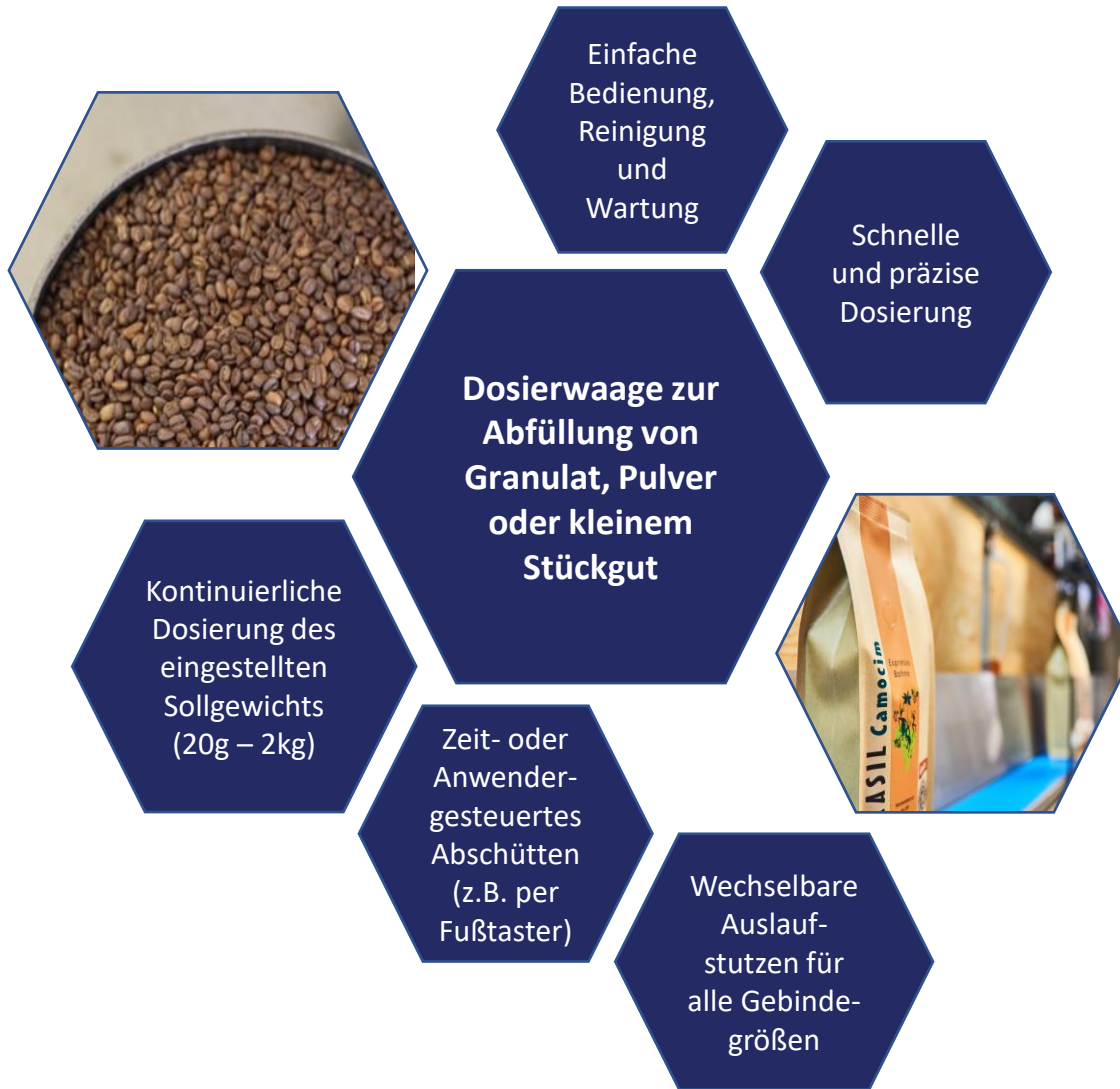 Einfache
Bedienung,
Reinigung
und
Wartung
Schnelle
und präzise
Dosierung
Dosierwaage zur
Abfüllung von
Granulat, Pulver
oder kleinem
Stückgut
Kontinuierliche
Dosierung des
eingestellten
Sollgewichts
(20g – 2kg)
Zeit- oder
Anwender-
gesteuertes
Abschütten
(z.B. per
Fußtaster)
Wechselbare
Auslauf-
stutzen für
alle Gebinde-
größen
ASIL Camocim
Espresso
Bohne